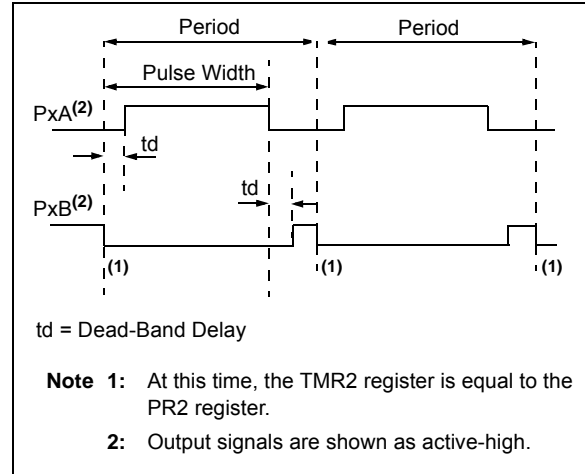 Period Period
Pulse Width
PxA(2)
td
td
PxB(2)
(1) (1) (1)
td = Dead-Band Delay
Note 1: At this time, the TMR2 register is equal to the
PR2 register.
2: Output signals are shown as active-high.